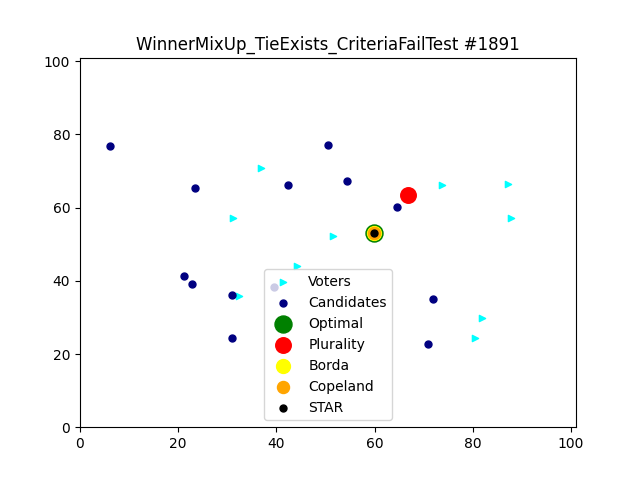 WinnerMixUp_TieExists_CriteriaFailTest #1891
100
80
60
40
20
0
Voters
Candidates
Optimal
Plurality
Borda
Copeland
STAR
0 20 40 60 80 100